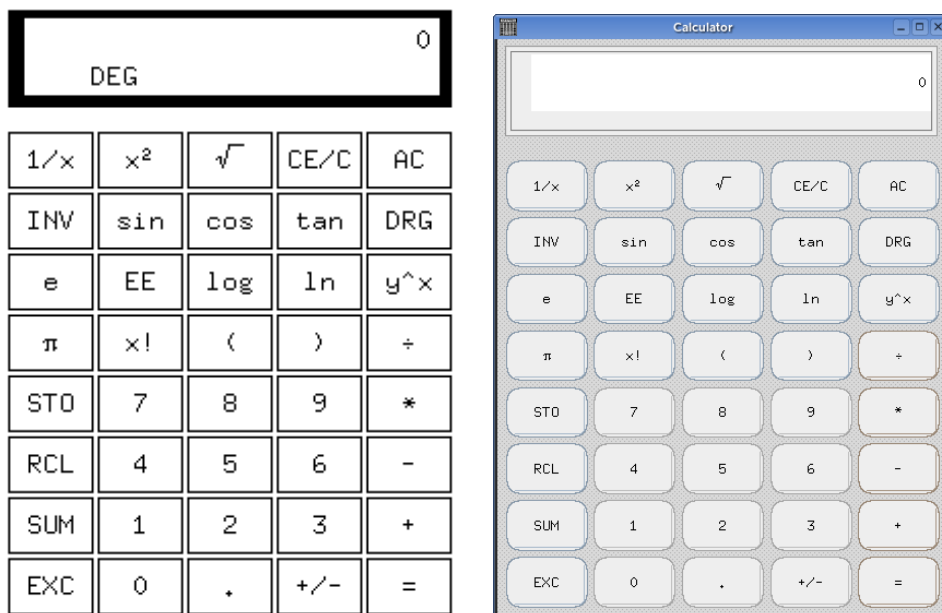 0
DEG
1/x x² √ CE/C AC
INV sin cos tan DRG
e EE log ln y^x
π x! ( ) ÷
STO 7 8 9 *
RCL 4 5 6 -
SUM 1 2 3 +
EXC 0 . +/- =
Calculator
0
1/x x² √ CE/C AC
INV sin cos tan DRG
e EE log ln y^x
π x! ( ) ÷
STO 7 8 9 *
RCL 4 5 6 -
SUM 1 2 3 +
EXC 0 . +/- =